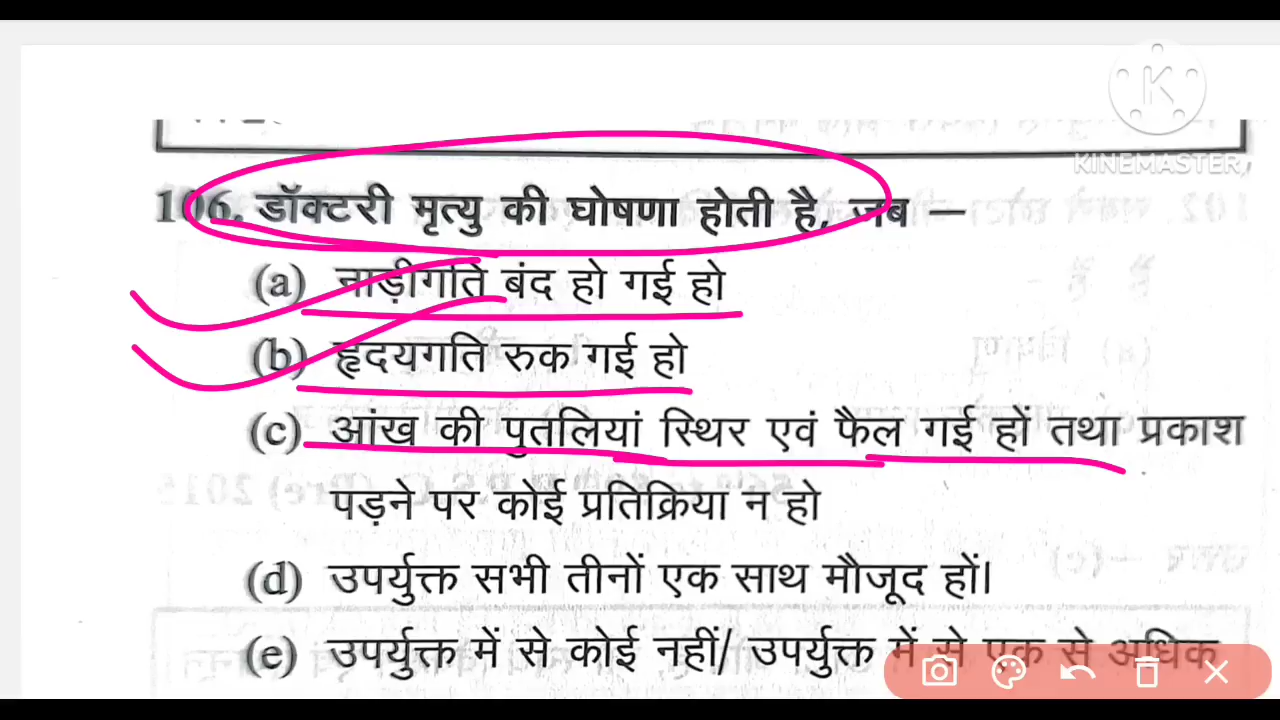 KINEMASTER
106. डॉक्टरी मृत्यु की घोषणा होती है, जब —
(a) नाड़ीगति बंद हो गई हो
(b) हृदयगति रुक गई हो
(c) आंख की पुतलियां स्थिर एवं फैल गई हों तथा प्रकाश
पड़ने पर कोई प्रतिक्रिया न हो
(d) उपर्युक्त सभी तीनों एक साथ मौजूद हों।
(e) उपर्युक्त में से कोई नहीं/ उपर्युक्त में से एक से अधिक